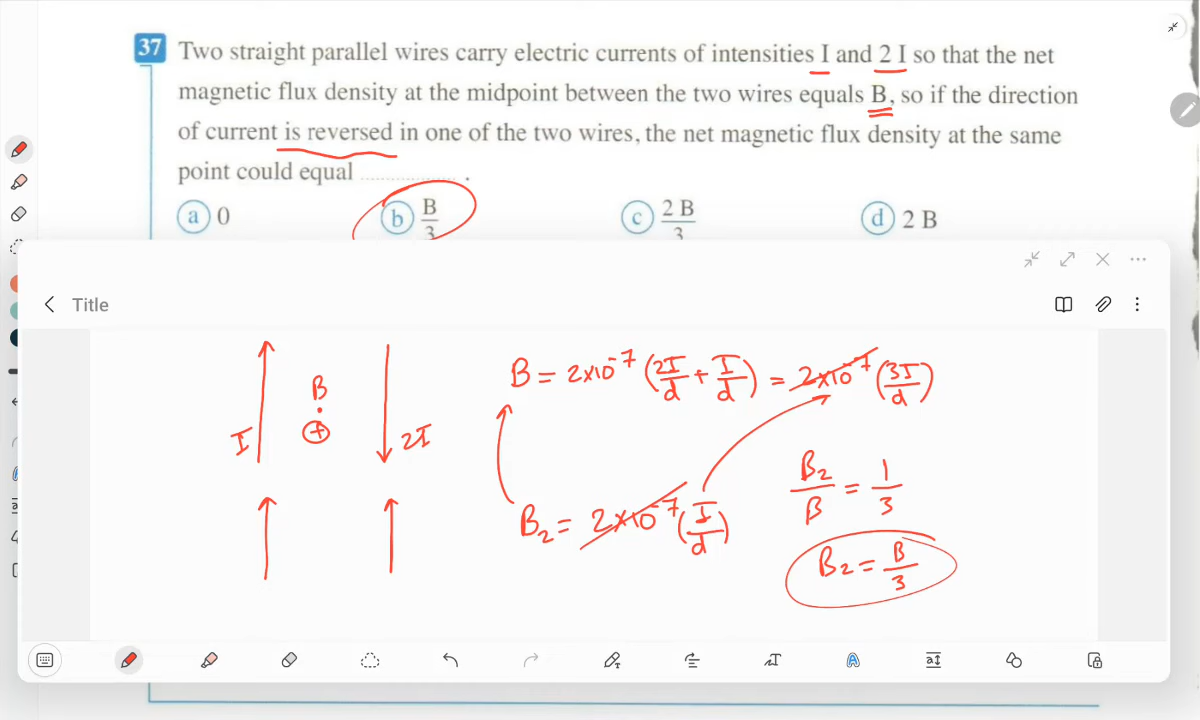 37 Two straight parallel wires carry electric currents of intensities I and 2 I so that the net
magnetic flux density at the midpoint between the two wires equals B, so if the direction
of current is reversed in one of the two wires, the net magnetic flux density at the same
point could equal .................... .
a 0 b B/3 c 2 B/3 d 2 B
Title
B = 2×10⁻⁷ (2I/d + I/d) = 2×10⁻⁷ (3I/d)
B
I
2I
B₂/B = 1/3
B₂ = 2×10⁻⁷ (I/d)
B₂ = B/3